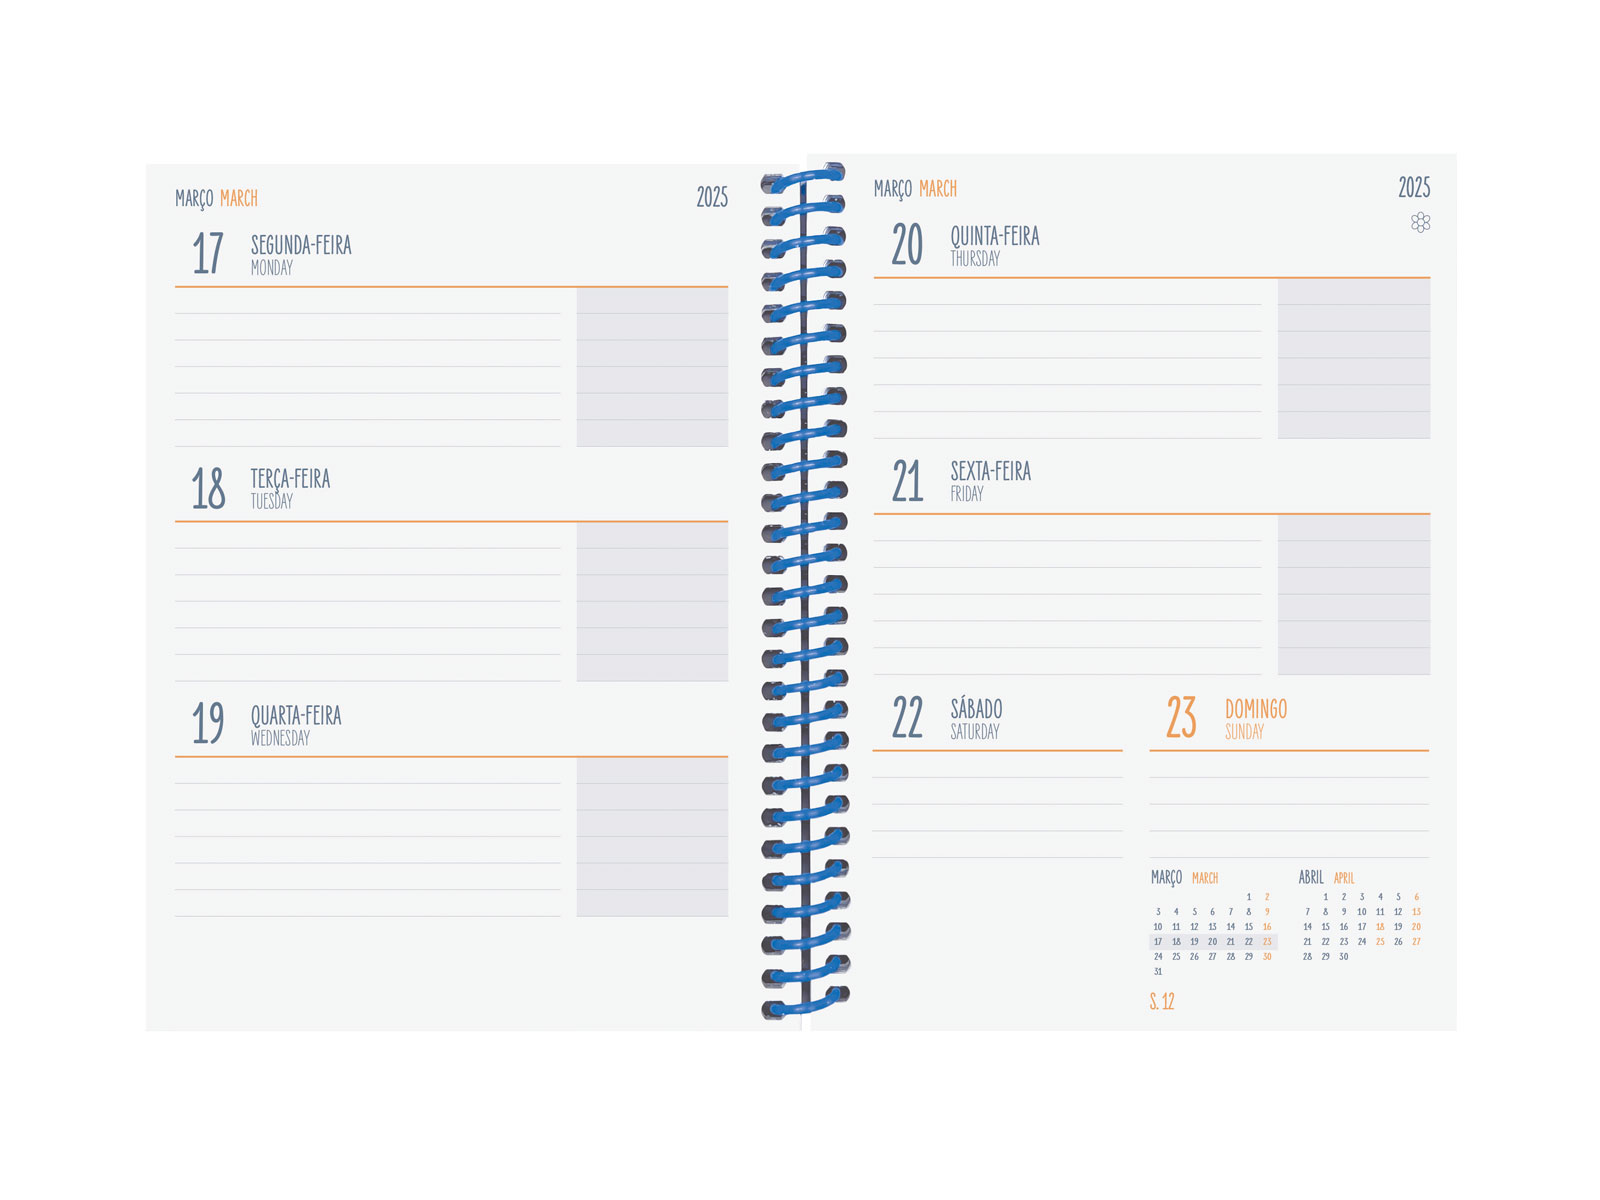 MARÇO MARCH 2025
17 SEGUNDA-FEIRA
MONDAY
18 TERÇA-FEIRA
TUESDAY
19 QUARTA-FEIRA
WEDNESDAY
MARÇO MARCH 2025
20 QUINTA-FEIRA
THURSDAY
21 SEXTA-FEIRA
FRIDAY
22 SÁBADO
SATURDAY
23 DOMINGO
SUNDAY
MARÇO MARCH
1 2
3 4 5 6 7 8 9
10 11 12 13 14 15 16
17 18 19 20 21 22 23
24 25 26 27 28 29 30
31
ABRIL APRIL
1 2 3 4 5 6
7 8 9 10 11 12 13
14 15 16 17 18 19 20
21 22 23 24 25 26 27
28 29 30
S. 12